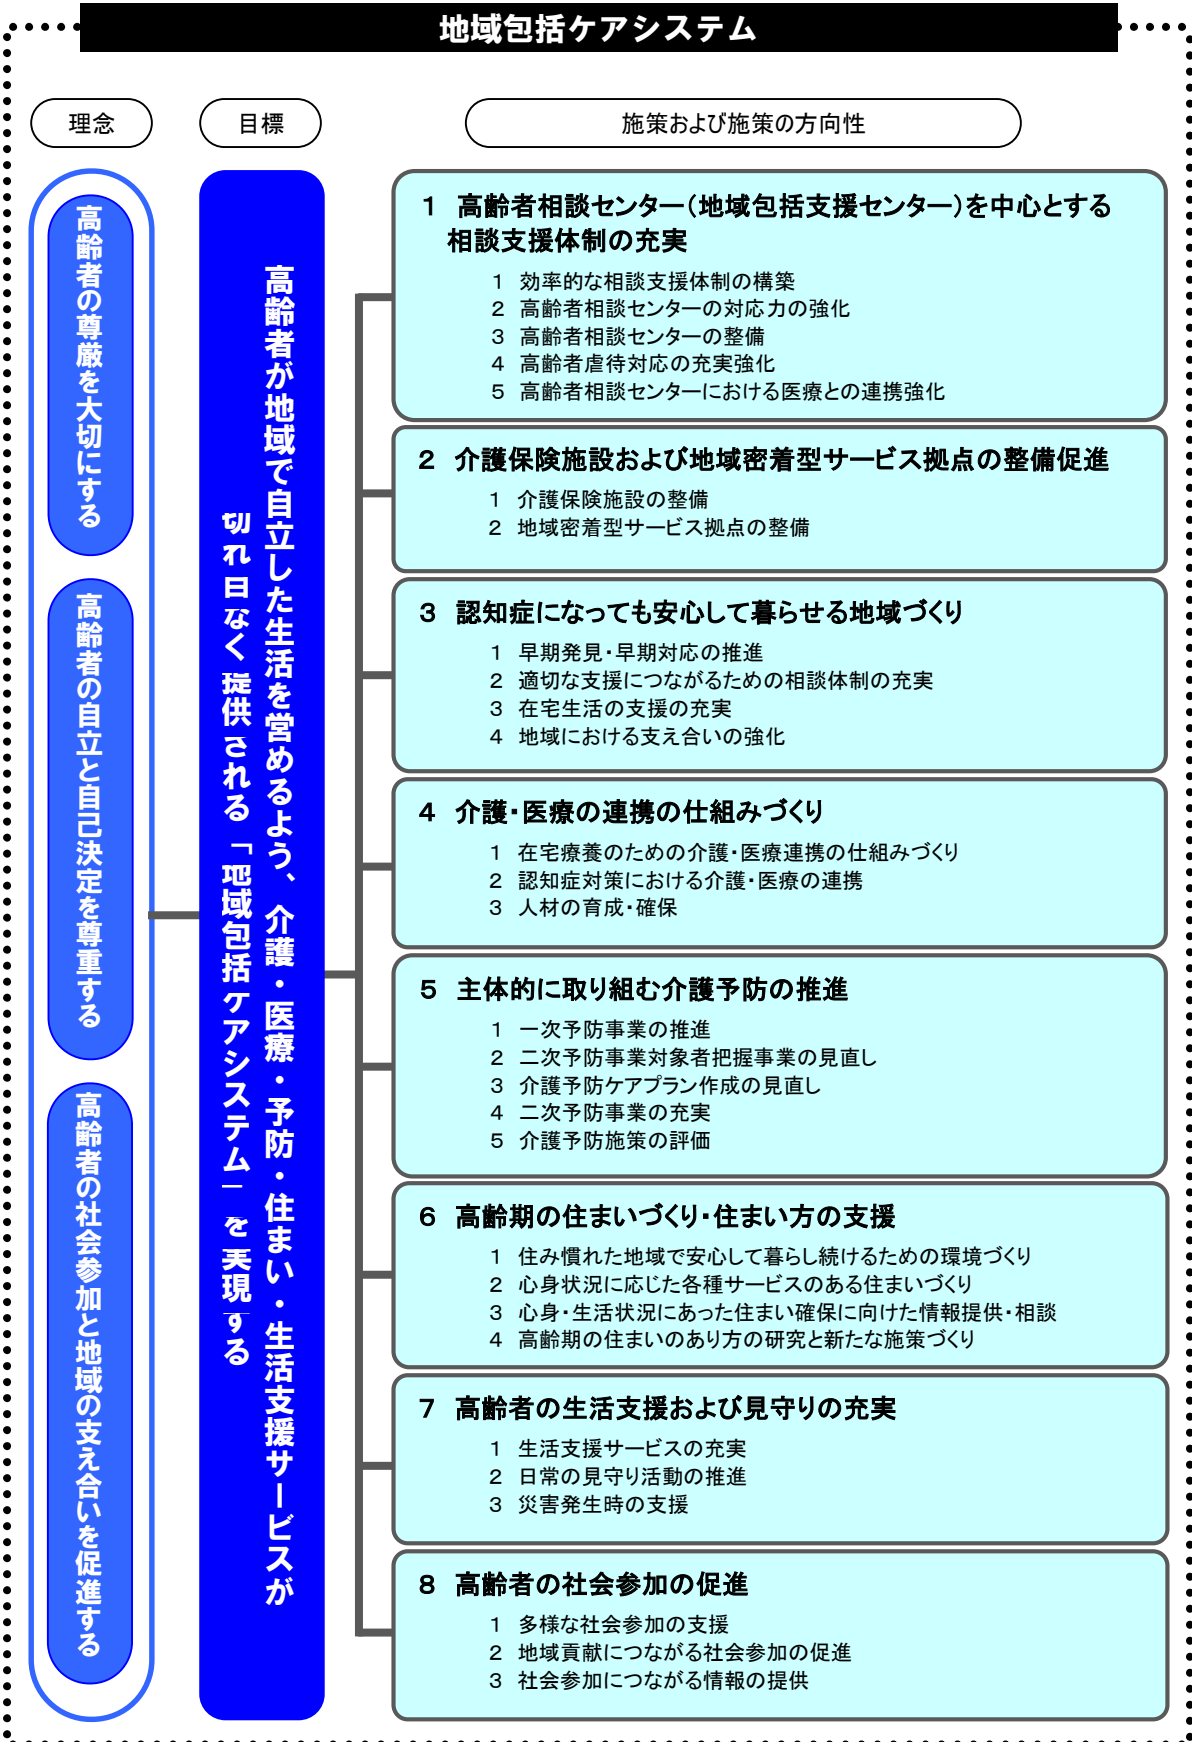 地域包括ケアシステム
理念
目標
施策および施策の方向性
高齢者の尊厳を大切にする
高齢者の自立と自己決定を尊重する
高齢者の社会参加と地域の支え合いを促進する
高齢者が地域で自立した生活を営めるよう、介護・医療・予防・住まい・生活支援サービスが
切れ目なく提供される「地域包括ケアシステム」を実現する
1 高齢者相談センター（地域包括支援センター）を中心とする
相談支援体制の充実
1 効率的な相談支援体制の構築
2 高齢者相談センターの対応力の強化
3 高齢者相談センターの整備
4 高齢者虐待対応の充実強化
5 高齢者相談センターにおける医療との連携強化
2 介護保険施設および地域密着型サービス拠点の整備促進
1 介護保険施設の整備
2 地域密着型サービス拠点の整備
3 認知症になっても安心して暮らせる地域づくり
1 早期発見・早期対応の推進
2 適切な支援につながるための相談体制の充実
3 在宅生活の支援の充実
4 地域における支え合いの強化
4 介護・医療の連携の仕組みづくり
1 在宅療養のための介護・医療連携の仕組みづくり
2 認知症対策における介護・医療の連携
3 人材の育成・確保
5 主体的に取り組む介護予防の推進
1 一次予防事業の推進
2 二次予防事業対象者把握事業の見直し
3 介護予防ケアプラン作成の見直し
4 二次予防事業の充実
5 介護予防施策の評価
6 高齢期の住まいづくり・住まい方の支援
1 住み慣れた地域で安心して暮らし続けるための環境づくり
2 心身状況に応じた各種サービスのある住まいづくり
3 心身・生活状況にあった住まい確保に向けた情報提供・相談
4 高齢期の住まいのあり方の研究と新たな施策づくり
7 高齢者の生活支援および見守りの充実
1 生活支援サービスの充実
2 日常の見守り活動の推進
3 災害発生時の支援
8 高齢者の社会参加の促進
1 多様な社会参加の支援
2 地域貢献につながる社会参加の促進
3 社会参加につながる情報の提供